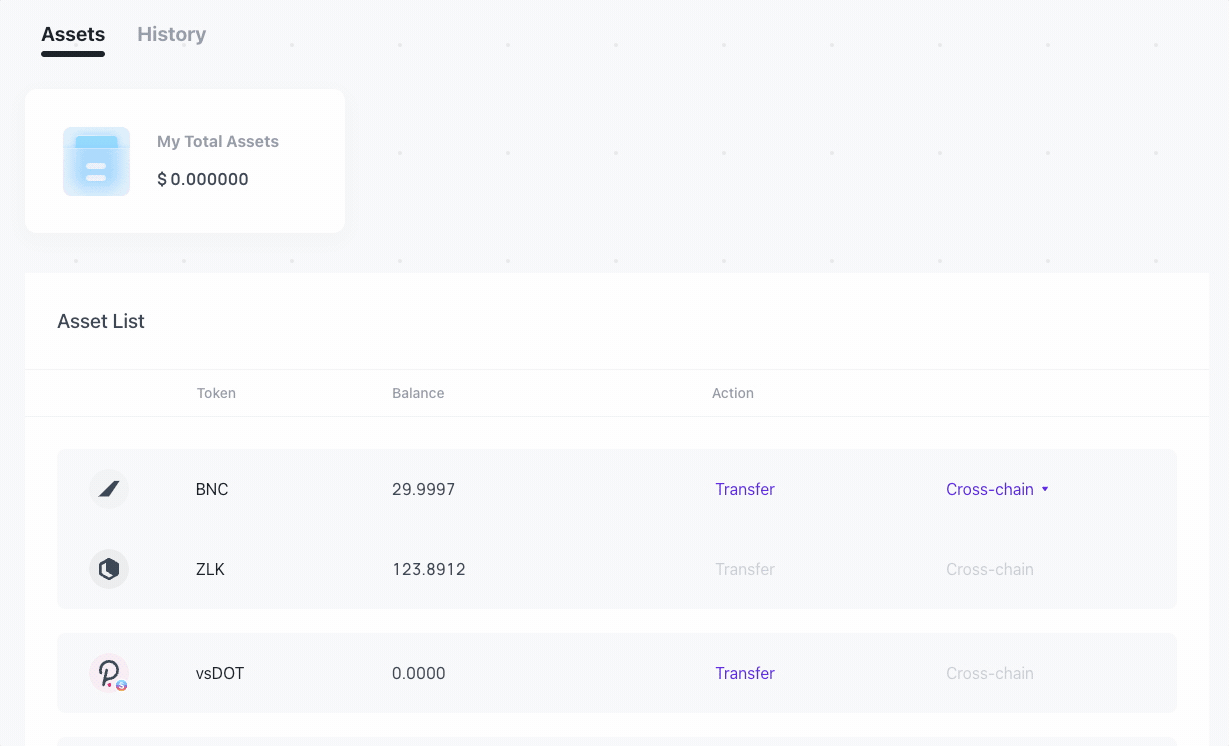 Assets History
My Total Assets
$ 0.000000
Asset List
Token Balance Action
BNC 29.9997 Transfer Cross-chain
ZLK 123.8912 Transfer Cross-chain
vsDOT 0.0000 Transfer Cross-chain